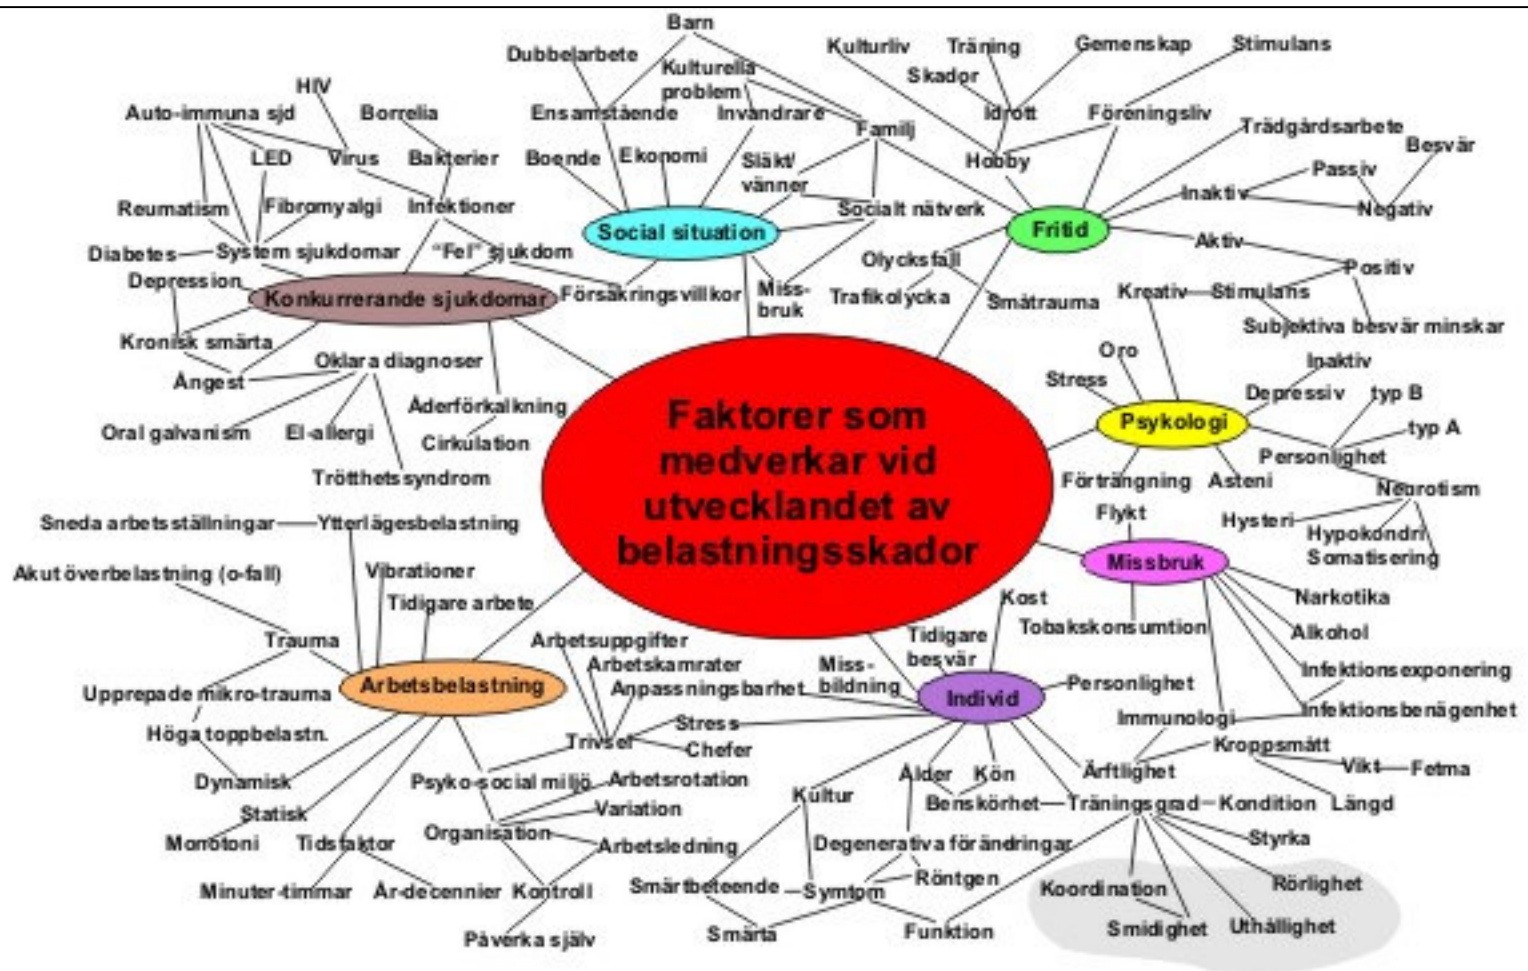 Barn
Dubbelarbete
Kulturella
problem
Ensamstående
Invandrare
Familj
Boende
Ekonomi
Släkt/
vänner
Socialt nätverk
Social situation
Försäkringsvillkor
Miss-
bruk
Kulturliv
Träning
Gemenskap
Stimulans
Skador
Idrott
Föreningsliv
Hobby
Trädgårdsarbete
Besvär
Passiv
Inaktiv
Negativ
Fritid
Aktiv
Olycksfall
Positiv
Trafikolycka
Småtrauma
Kreativ
Stimulans
Subjektiva besvär minskar
HIV
Auto-immuna sjd
Borrelia
LED
Virus
Bakterier
Reumatism
Fibromyalgi
Infektioner
Diabetes
System sjukdomar
“Fel” sjukdom
Depression
Konkurrerande sjukdomar
Kronisk smärta
Oklara diagnoser
Ångest
Åderförkalkning
Oral galvanism
El-allergi
Cirkulation
Trötthetssyndrom
Faktorer som
medverkar vid
utvecklandet av
belastningsskador
Oro
Inaktiv
Stress
Depressiv
typ B
Psykologi
typ A
Personlighet
Förträngning
Asteni
Neurotism
Hysteri
Hypokondri
Somatisering
Flykt
Missbruk
Narkotika
Tobakskonsumtion
Alkohol
Infektionsexponering
Infektionsbenägenhet
Sneda arbetsställningar
Ytterlägesbelastning
Akut överbelastning (o-fall)
Vibrationer
Tidigare arbete
Trauma
Arbetsbelastning
Upprepade mikro-trauma
Höga toppbelastn.
Dynamisk
Statisk
Monotoni
Tidsfaktor
Minuter-timmar
År-decennier
Arbetsuppgifter
Arbetskamrater
Anpassningsbarhet
Stress
Trivsel
Chefer
Psyko-social miljö
Arbetsrotation
Variation
Organisation
Arbetsledning
Kontroll
Påverka själv
Kost
Tidigare
besvär
Miss-
bildning
Individ
Personlighet
Immunologi
Kroppsmått
Ålder
Kön
Ärftlighet
Vikt
Fetma
Kultur
Benskörhet
Träningsgrad
Kondition
Längd
Degenerativa förändringar
Styrka
Smärtbeteende
Symtom
Röntgen
Koordination
Rörlighet
Smärta
Funktion
Smidighet
Uthållighet